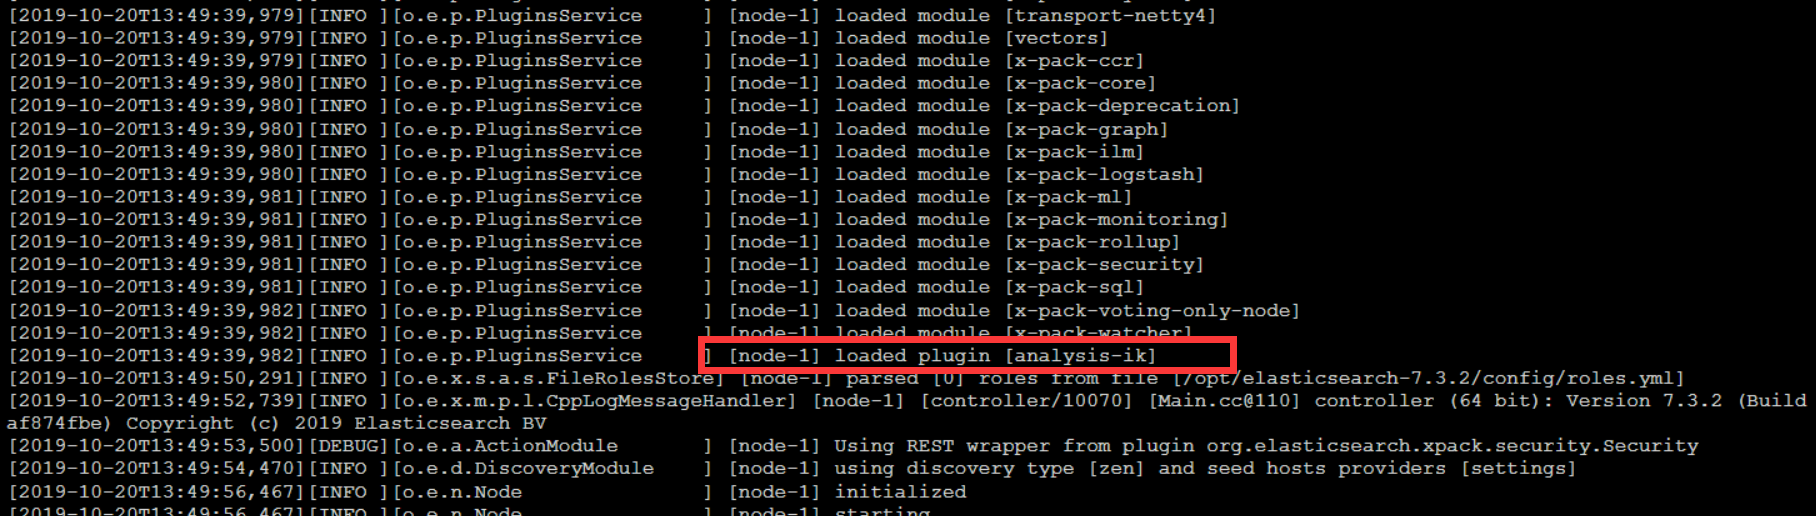 [2019-10-20T13:49:39,979][INFO ][o.e.p.PluginsService     ] [node-1] loaded module [transport-netty4]
[2019-10-20T13:49:39,979][INFO ][o.e.p.PluginsService     ] [node-1] loaded module [vectors]
[2019-10-20T13:49:39,979][INFO ][o.e.p.PluginsService     ] [node-1] loaded module [x-pack-ccr]
[2019-10-20T13:49:39,980][INFO ][o.e.p.PluginsService     ] [node-1] loaded module [x-pack-core]
[2019-10-20T13:49:39,980][INFO ][o.e.p.PluginsService     ] [node-1] loaded module [x-pack-deprecation]
[2019-10-20T13:49:39,980][INFO ][o.e.p.PluginsService     ] [node-1] loaded module [x-pack-graph]
[2019-10-20T13:49:39,980][INFO ][o.e.p.PluginsService     ] [node-1] loaded module [x-pack-ilm]
[2019-10-20T13:49:39,980][INFO ][o.e.p.PluginsService     ] [node-1] loaded module [x-pack-logstash]
[2019-10-20T13:49:39,981][INFO ][o.e.p.PluginsService     ] [node-1] loaded module [x-pack-ml]
[2019-10-20T13:49:39,981][INFO ][o.e.p.PluginsService     ] [node-1] loaded module [x-pack-monitoring]
[2019-10-20T13:49:39,981][INFO ][o.e.p.PluginsService     ] [node-1] loaded module [x-pack-rollup]
[2019-10-20T13:49:39,981][INFO ][o.e.p.PluginsService     ] [node-1] loaded module [x-pack-security]
[2019-10-20T13:49:39,981][INFO ][o.e.p.PluginsService     ] [node-1] loaded module [x-pack-sql]
[2019-10-20T13:49:39,982][INFO ][o.e.p.PluginsService     ] [node-1] loaded module [x-pack-voting-only-node]
[2019-10-20T13:49:39,982][INFO ][o.e.p.PluginsService     ] [node-1] loaded module [x-pack-watcher]
[2019-10-20T13:49:39,982][INFO ][o.e.p.PluginsService     ] [node-1] loaded plugin [analysis-ik]
[2019-10-20T13:49:50,291][INFO ][o.e.x.s.a.s.FileRolesStore] [node-1] parsed [0] roles from file [/opt/elasticsearch-7.3.2/config/roles.yml]
[2019-10-20T13:49:52,739][INFO ][o.e.x.m.p.l.CppLogMessageHandler] [node-1] [controller/10070] [Main.cc@110] controller (64 bit): Version 7.3.2 (Build
af874fbe) Copyright (c) 2019 Elasticsearch BV
[2019-10-20T13:49:53,500][DEBUG][o.e.a.ActionModule       ] [node-1] Using REST wrapper from plugin org.elasticsearch.xpack.security.Security
[2019-10-20T13:49:54,470][INFO ][o.e.d.DiscoveryModule    ] [node-1] using discovery type [zen] and seed hosts providers [settings]
[2019-10-20T13:49:56,467][INFO ][o.e.n.Node               ] [node-1] initialized
[2019-10-20T13:49:56,467][INFO ][o.e.n.Node               ] [node-1] starting